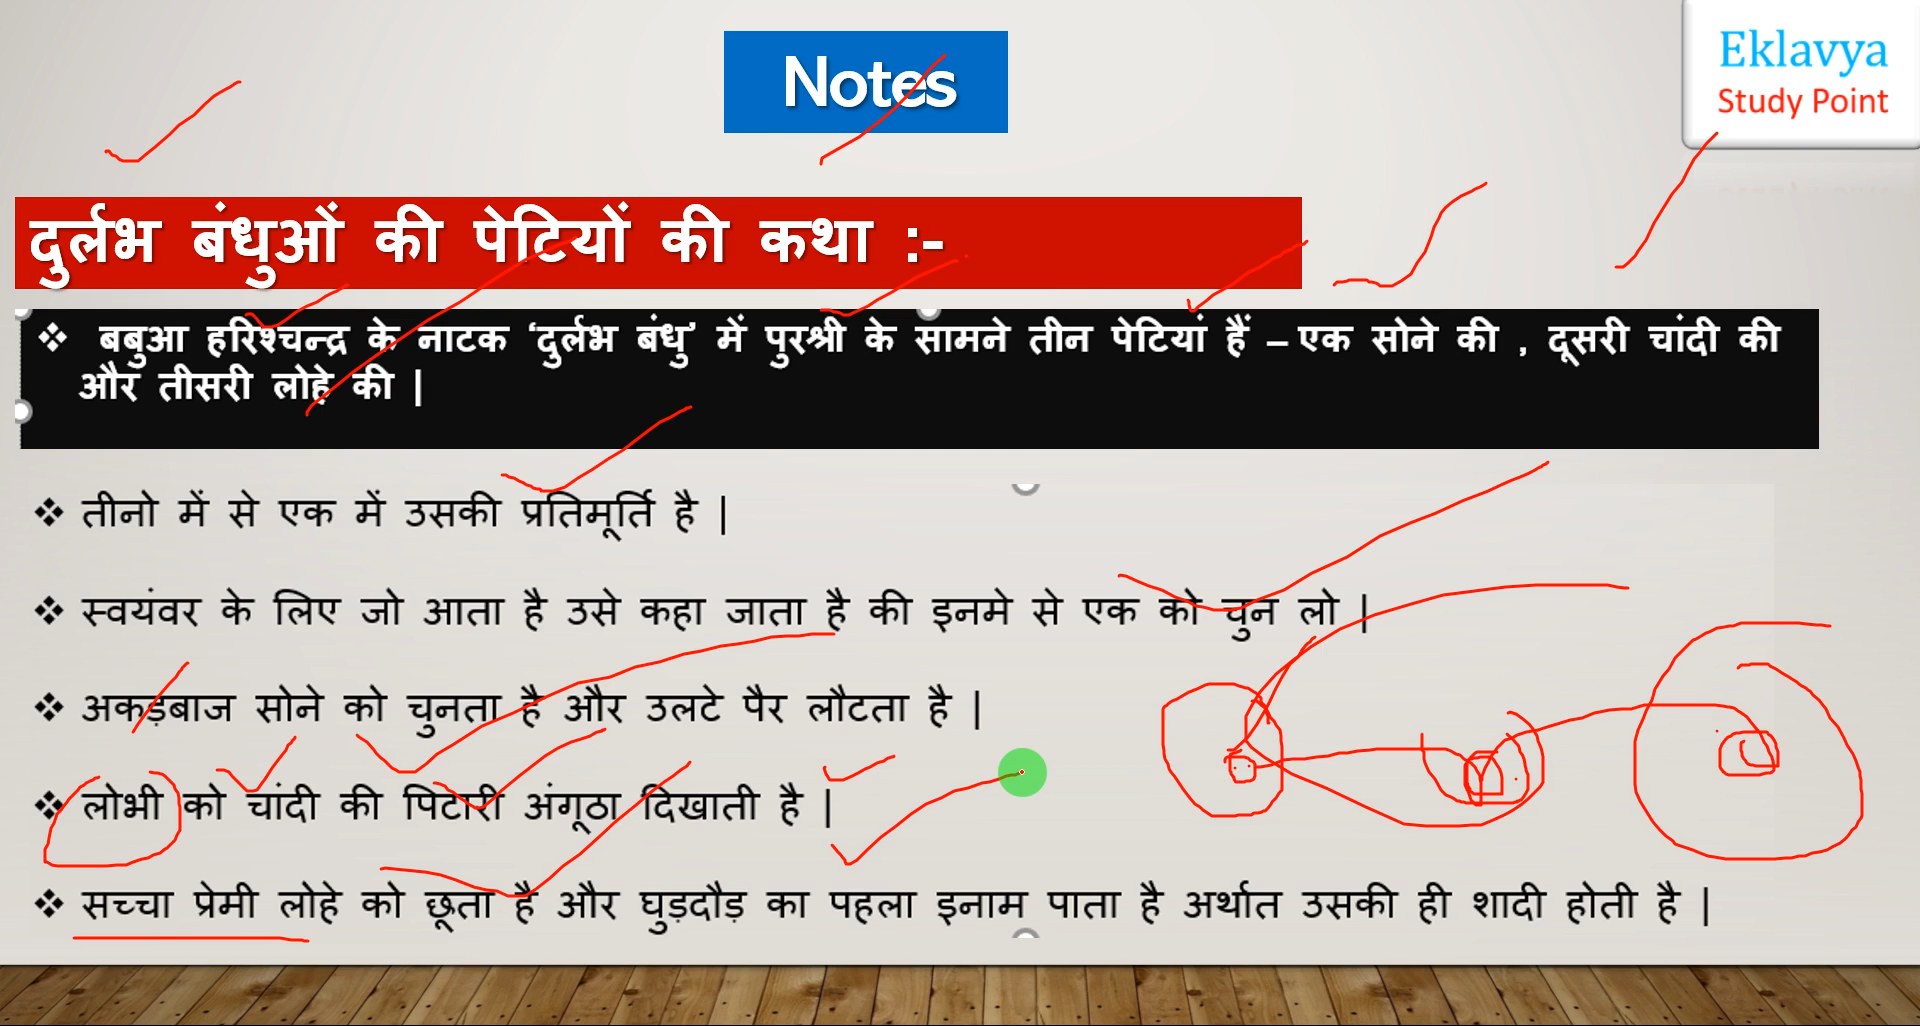 Notes
Eklavya
Study Point
दुर्लभ बंधुओं की पेटियों की कथा :-
❖ बबुआ हरिश्चन्द्र के नाटक ‘दुर्लभ बंधु’ में पुरश्री के सामने तीन पेटियां हैं – एक सोने की , दूसरी चांदी की
और तीसरी लोहे की |
❖ तीनो में से एक में उसकी प्रतिमूर्ति है |
❖ स्वयंवर के लिए जो आता है उसे कहा जाता है की इनमे से एक को चुन लो |
❖ अकड़बाज सोने को चुनता है और उलटे पैर लौटता है |
❖ लोभी को चांदी की पिटारी अंगूठा दिखाती है |
❖ सच्चा प्रेमी लोहे को छूता है और घुड़दौड़ का पहला इनाम पाता है अर्थात उसकी ही शादी होती है |